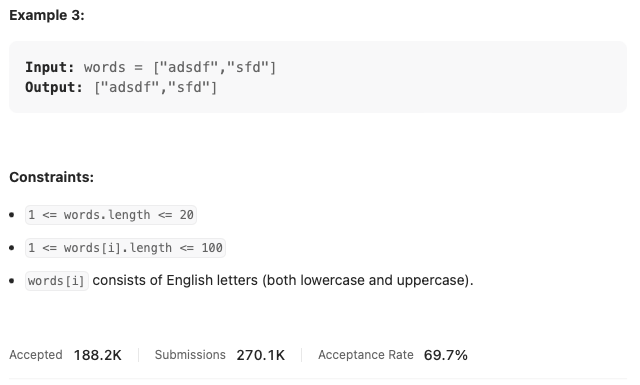 Example 3:
Input: words = ["adsdf","sfd"]
Output: ["adsdf","sfd"]
Constraints:
• 1 <= words.length <= 20
• 1 <= words[i].length <= 100
• words[i] consists of English letters (both lowercase and uppercase).
Accepted 188.2K Submissions 270.1K Acceptance Rate 69.7%